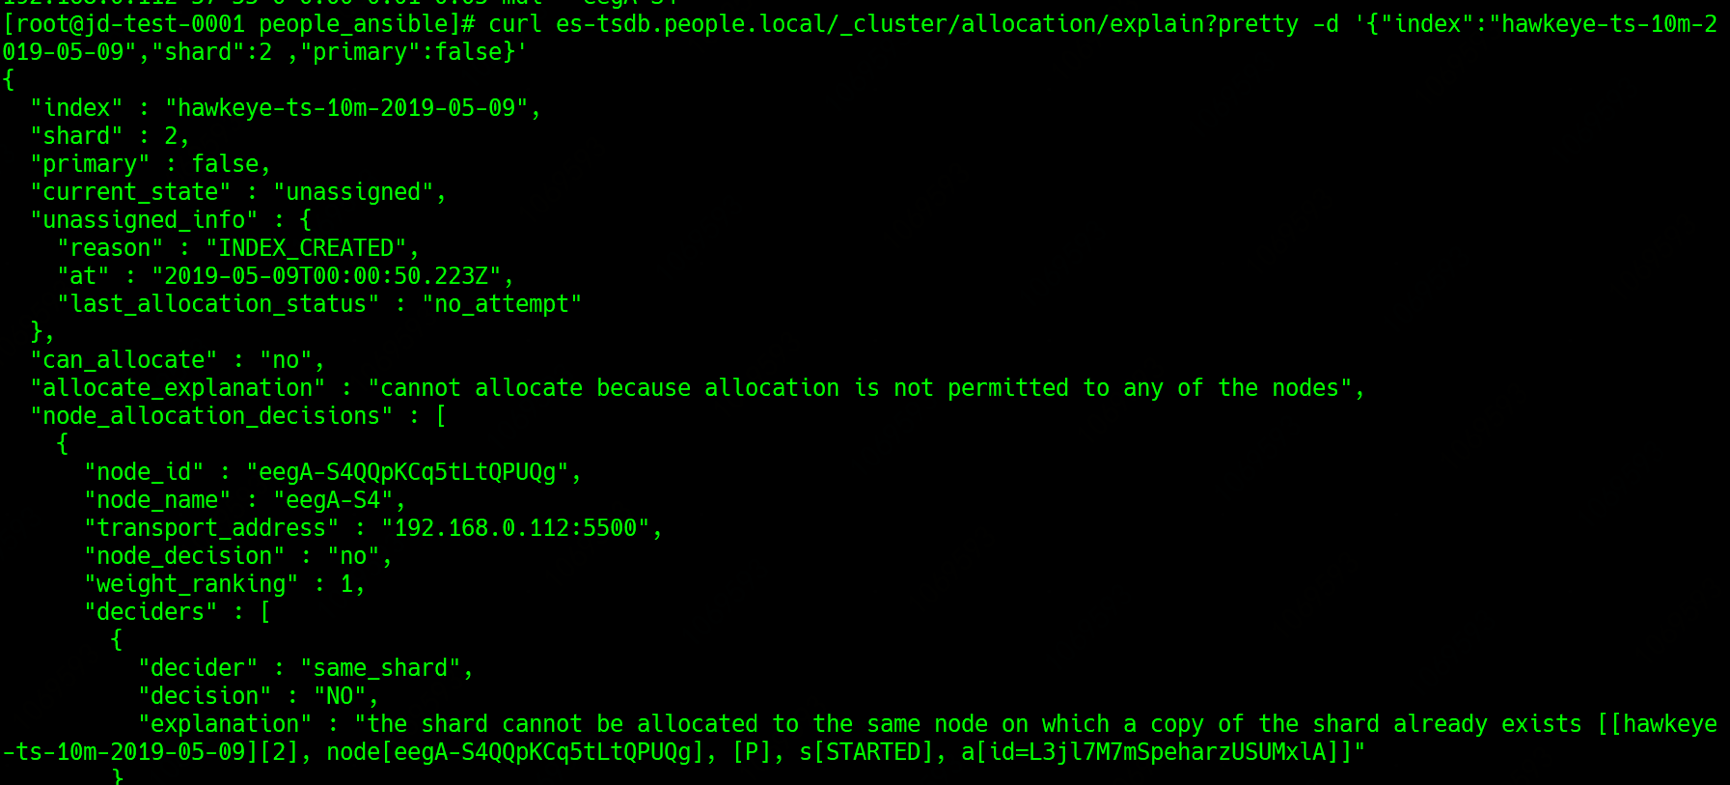 [root@jd-test-0001 people_ansible]# curl es-tsdb.people.local/_cluster/allocation/explain?pretty -d '{"index":"hawkeye-ts-10m-2
019-05-09","shard":2 ,"primary":false}'
{
  "index" : "hawkeye-ts-10m-2019-05-09",
  "shard" : 2,
  "primary" : false,
  "current_state" : "unassigned",
  "unassigned_info" : {
    "reason" : "INDEX_CREATED",
    "at" : "2019-05-09T00:00:50.223Z",
    "last_allocation_status" : "no_attempt"
  },
  "can_allocate" : "no",
  "allocate_explanation" : "cannot allocate because allocation is not permitted to any of the nodes",
  "node_allocation_decisions" : [
    {
      "node_id" : "eegA-S4QQpKCq5tLtQPUQg",
      "node_name" : "eegA-S4",
      "transport_address" : "192.168.0.112:5500",
      "node_decision" : "no",
      "weight_ranking" : 1,
      "deciders" : [
        {
          "decider" : "same_shard",
          "decision" : "NO",
          "explanation" : "the shard cannot be allocated to the same node on which a copy of the shard already exists [[hawkeye
-ts-10m-2019-05-09][2], node[eegA-S4QQpKCq5tLtQPUQg], [P], s[STARTED], a[id=L3jl7M7mSpeharzUSUMxlA]]"
        }